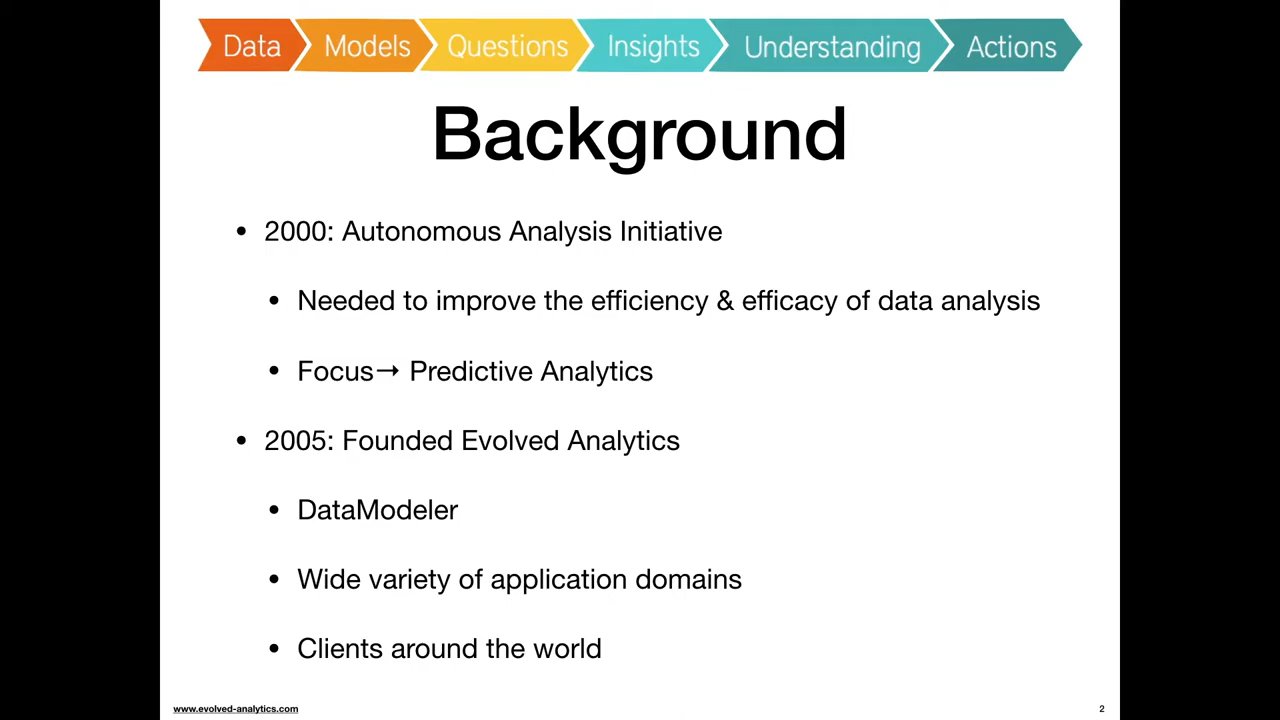 Data Models Questions Insights Understanding Actions
Background
• 2000: Autonomous Analysis Initiative
• Needed to improve the efficiency & efficacy of data analysis
• Focus→ Predictive Analytics
• 2005: Founded Evolved Analytics
• DataModeler
• Wide variety of application domains
• Clients around the world
www.evolved-analytics.com 2